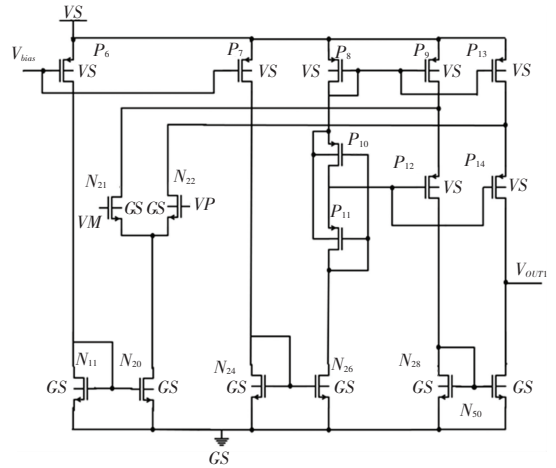 VS
V_bias
P_6
VS
P_7
VS
P_8
VS
P_9
VS
P_13
VS
P_10
P_11
P_12
VS
P_14
VS
N_21
GS
VM
N_22
GS
VP
V_OUT1
N_11
GS
N_20
GS
N_24
GS
N_26
GS
N_28
GS
N_50
GS
GS